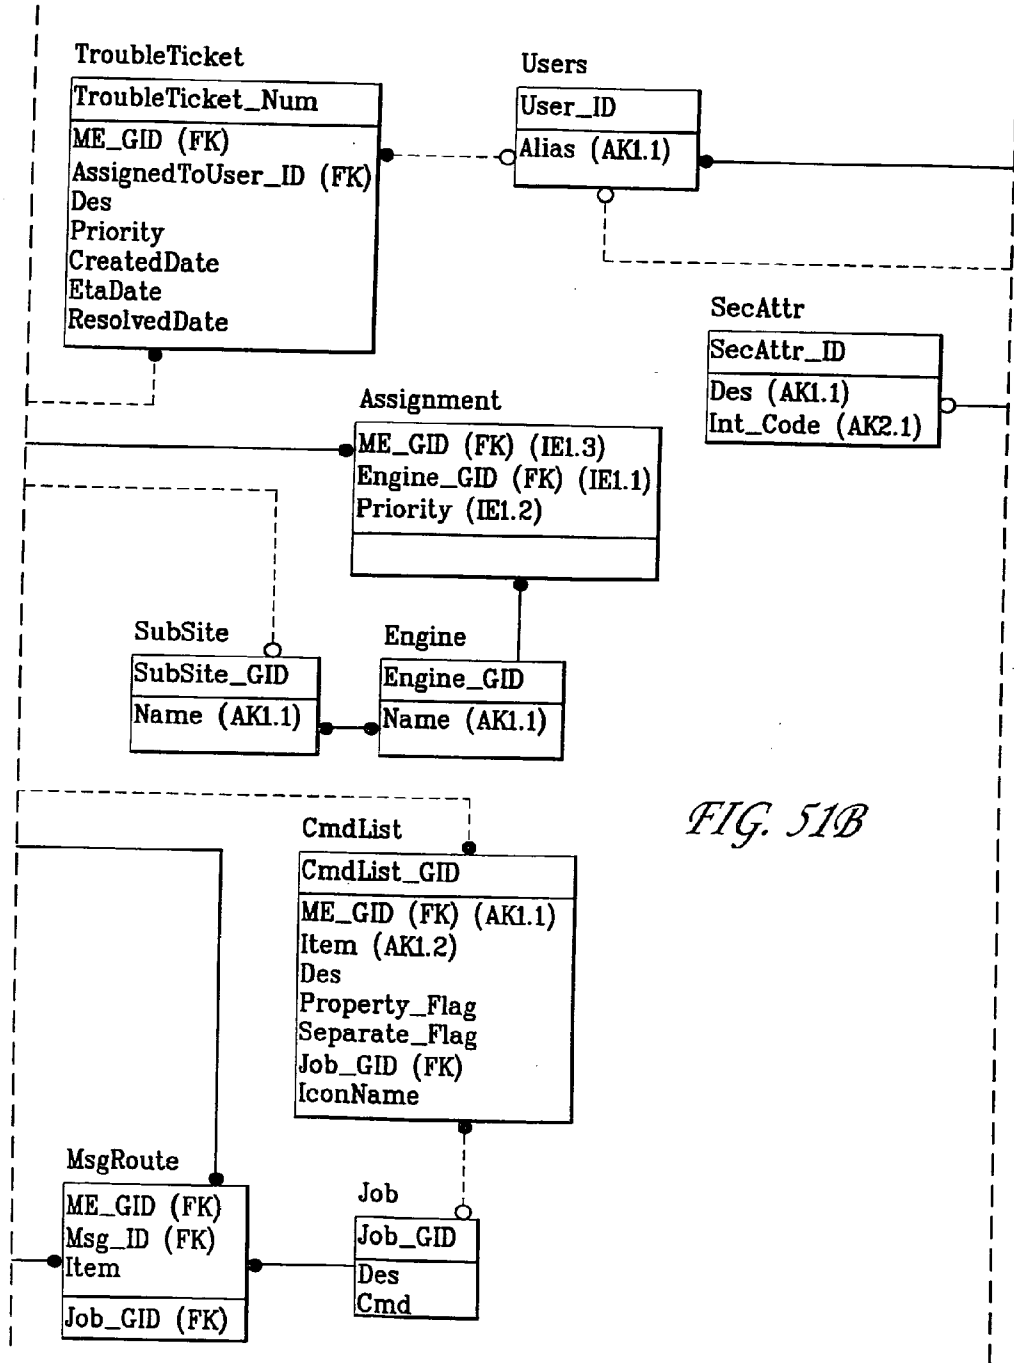 TroubleTicket
TroubleTicket_Num
ME_GID (FK)
AssignedToUser_ID (FK)
Des
Priority
CreatedDate
EtaDate
ResolvedDate
Users
User_ID
Alias (AK1.1)
SecAttr
SecAttr_ID
Des (AK1.1)
Int_Code (AK2.1)
Assignment
ME_GID (FK) (IE1.3)
Engine_GID (FK) (IE1.1)
Priority (IE1.2)
SubSite
SubSite_GID
Name (AK1.1)
Engine
Engine_GID
Name (AK1.1)
FIG. 51B
CmdList
CmdList_GID
ME_GID (FK) (AK1.1)
Item (AK1.2)
Des
Property_Flag
Separate_Flag
Job_GID (FK)
IconName
MsgRoute
ME_GID (FK)
Msg_ID (FK)
Item
Job_GID (FK)
Job
Job_GID
Des
Cmd